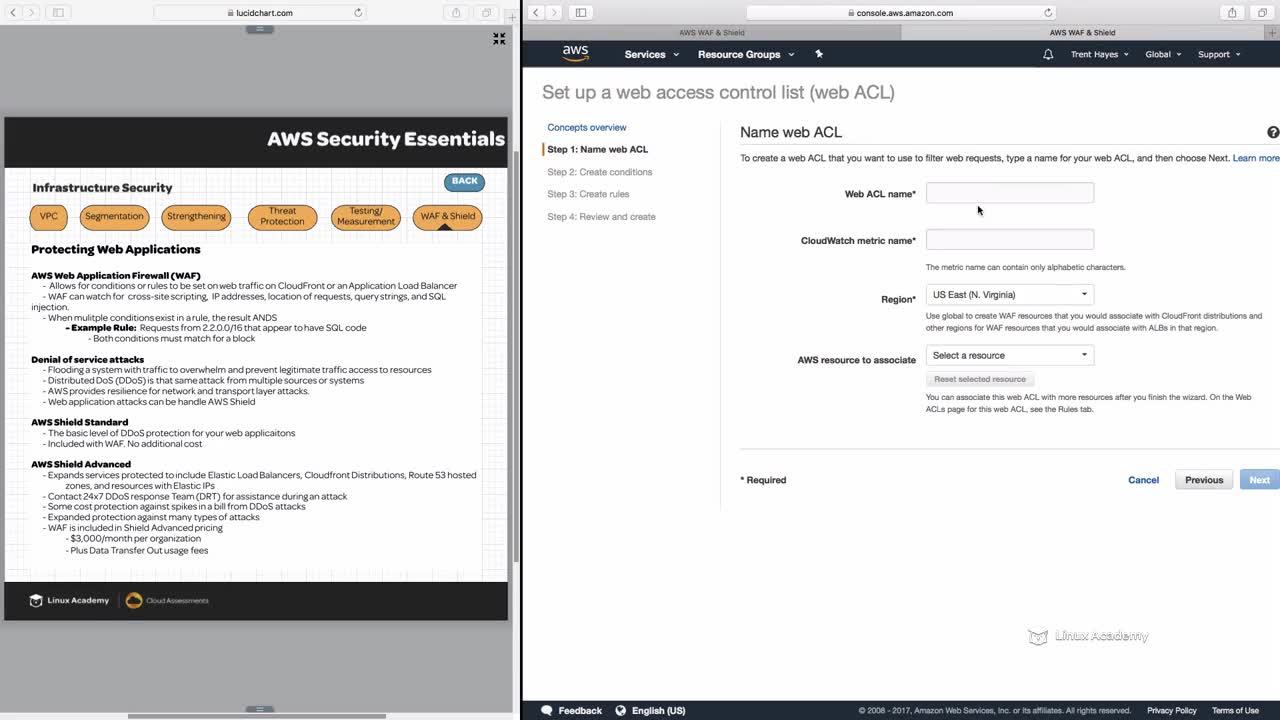 lucidchart.com
AWS Security Essentials
Infrastructure Security
BACK
VPC
Segmentation
Strengthening
Threat
Protection
Testing/
Measurement
WAF & Shield
Protecting Web Applications
AWS Web Application Firewall (WAF)
- Allows for conditions or rules to be set on web traffic on CloudFront or an Application Load Balancer
- WAF can watch for cross-site scripting, IP addresses, location of requests, query strings, and SQL
injection.
- When mulitple conditions exist in a rule, the result ANDS
- Example Rule: Requests from 2.2.0.0/16 that appear to have SQL code
- Both conditions must match for a block
Denial of service attacks
- Flooding a system with traffic to overwhelm and prevent legitimate traffic access to resources
- Distributed DoS (DDoS) is that same attack from multiple sources or systems
- AWS provides resilience for network and transport layer attacks.
- Web application attacks can be handle AWS Shield
AWS Shield Standard
- The basic level of DDoS protection for your web applicaitons
- Included with WAF. No additional cost
AWS Shield Advanced
- Expands services protected to include Elastic Load Balancers, Cloudfront Distributions, Route 53 hosted
zones, and resources with Elastic IPs
- Contact 24x7 DDoS response Team (DRT) for assistance during an attack
- Some cost protection against spikes in a bill from DDoS attacks
- Expanded protection against many types of attacks
- WAF is included in Shield Advanced pricing
- $3,000/month per organization
- Plus Data Transfer Out usage fees
Linux Academy
Cloud Assessments
console.aws.amazon.com
AWS WAF & Shield
AWS WAF & Shield
aws
Services
Resource Groups
Trent Hayes
Global
Support
Set up a web access control list (web ACL)
Concepts overview
Step 1: Name web ACL
Step 2: Create conditions
Step 3: Create rules
Step 4: Review and create
Name web ACL
To create a web ACL that you want to use to filter web requests, type a name for your web ACL, and then choose Next. Learn more
Web ACL name*
CloudWatch metric name*
The metric name can contain only alphabetic characters.
Region*
US East (N. Virginia)
Use global to create WAF resources that you would associate with CloudFront distributions and
other regions for WAF resources that you would associate with ALBs in that region.
AWS resource to associate
Select a resource
Reset selected resource
You can associate this web ACL with more resources after you finish the wizard. On the Web
ACLs page for this web ACL, see the Rules tab.
* Required
Cancel
Previous
Next
Linux Academy
Feedback
English (US)
© 2008 - 2017, Amazon Web Services, Inc. or its affiliates. All rights reserved.
Privacy Policy
Terms of Use